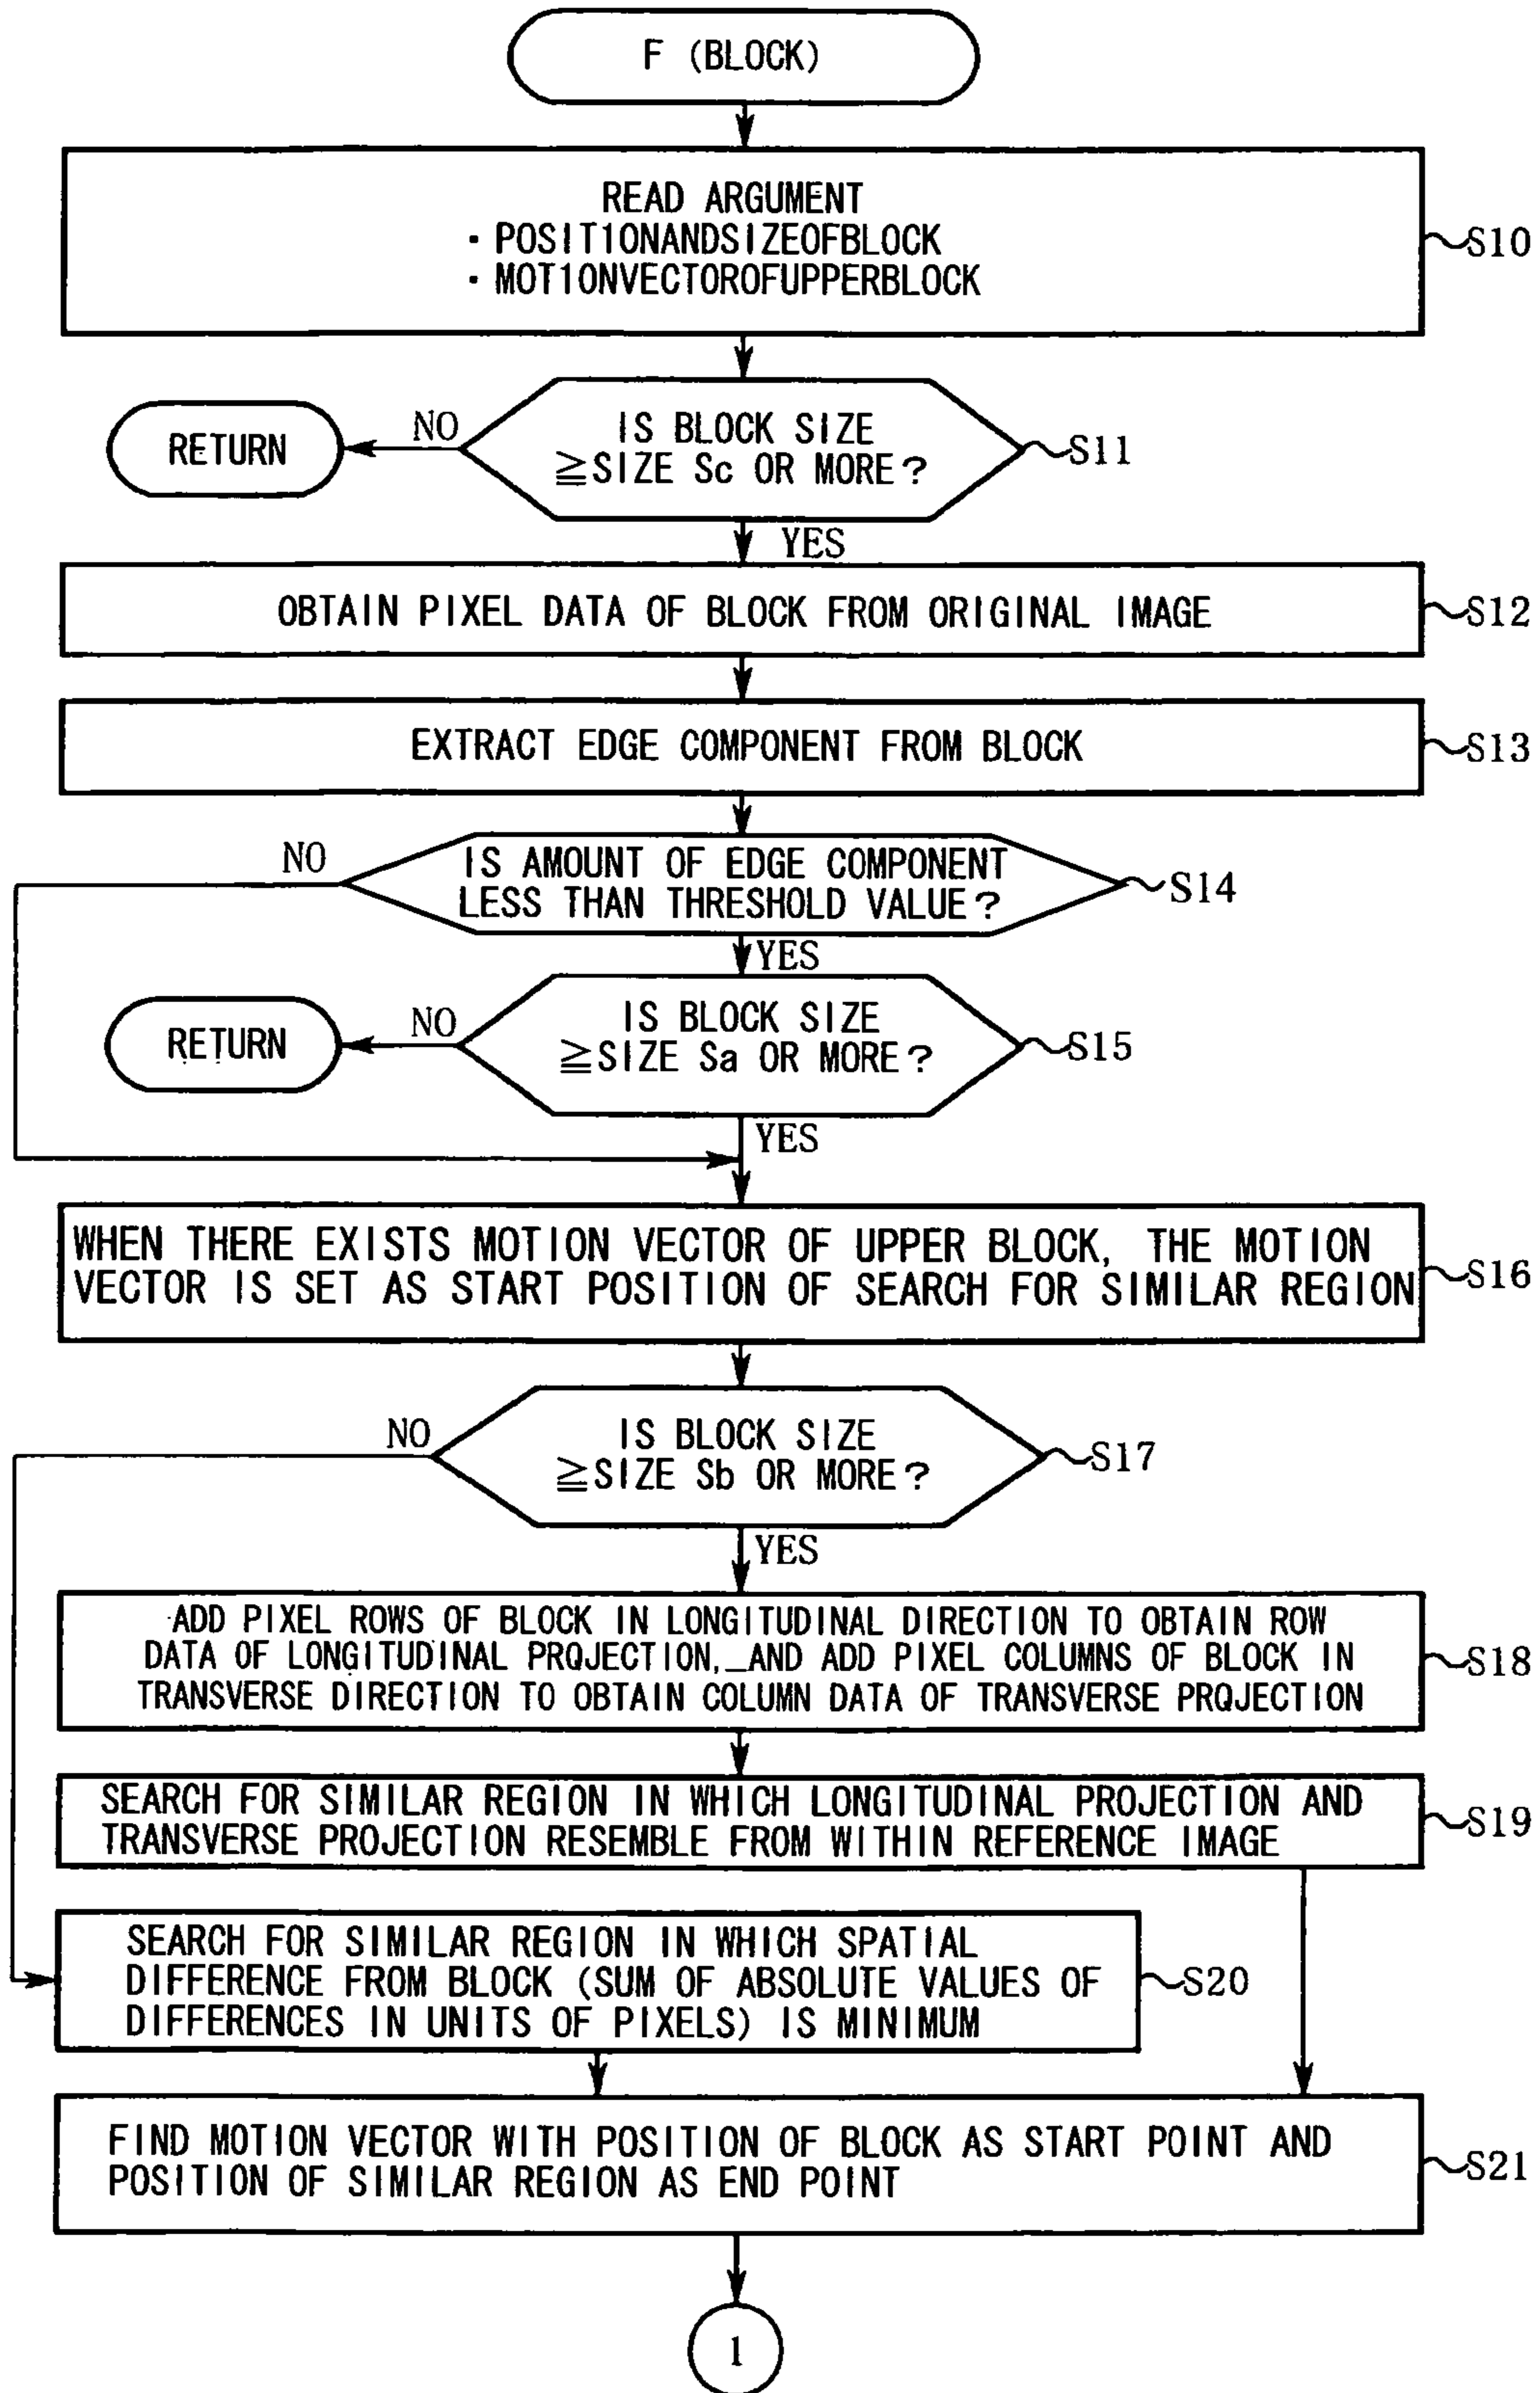 F (BLOCK)
READ ARGUMENT
· POSIT1ONANDSIZEOFBLOCK
· MOT1ONVECTOROFUPPERBLOCK
S10
IS BLOCK SIZE
≧SIZE Sc OR MORE?
S11
NO
RETURN
YES
OBTAIN PIXEL DATA OF BLOCK FROM ORIGINAL IMAGE
S12
EXTRACT EDGE COMPONENT FROM BLOCK
S13
IS AMOUNT OF EDGE COMPONENT
LESS THAN THRESHOLD VALUE?
S14
NO
YES
IS BLOCK SIZE
≧SIZE Sa OR MORE?
S15
NO
RETURN
YES
WHEN THERE EXISTS MOTION VECTOR OF UPPER BLOCK, THE MOTION
VECTOR IS SET AS START POSITION OF SEARCH FOR SIMILAR REGION
S16
IS BLOCK SIZE
≧SIZE Sb OR MORE?
S17
NO
YES
ADD PIXEL ROWS OF BLOCK IN LONGITUDINAL DIRECTION TO OBTAIN ROW
DATA OF LONGITUDINAL PROJECTION, AND ADD PIXEL COLUMNS OF BLOCK IN
TRANSVERSE DIRECTION TO OBTAIN COLUMN DATA OF TRANSVERSE PROJECTION
S18
SEARCH FOR SIMILAR REGION IN WHICH LONGITUDINAL PROJECTION AND
TRANSVERSE PROJECTION RESEMBLE FROM WITHIN REFERENCE IMAGE
S19
SEARCH FOR SIMILAR REGION IN WHICH SPATIAL
DIFFERENCE FROM BLOCK (SUM OF ABSOLUTE VALUES OF
DIFFERENCES IN UNITS OF PIXELS) IS MINIMUM
S20
FIND MOTION VECTOR WITH POSITION OF BLOCK AS START POINT AND
POSITION OF SIMILAR REGION AS END POINT
S21
1